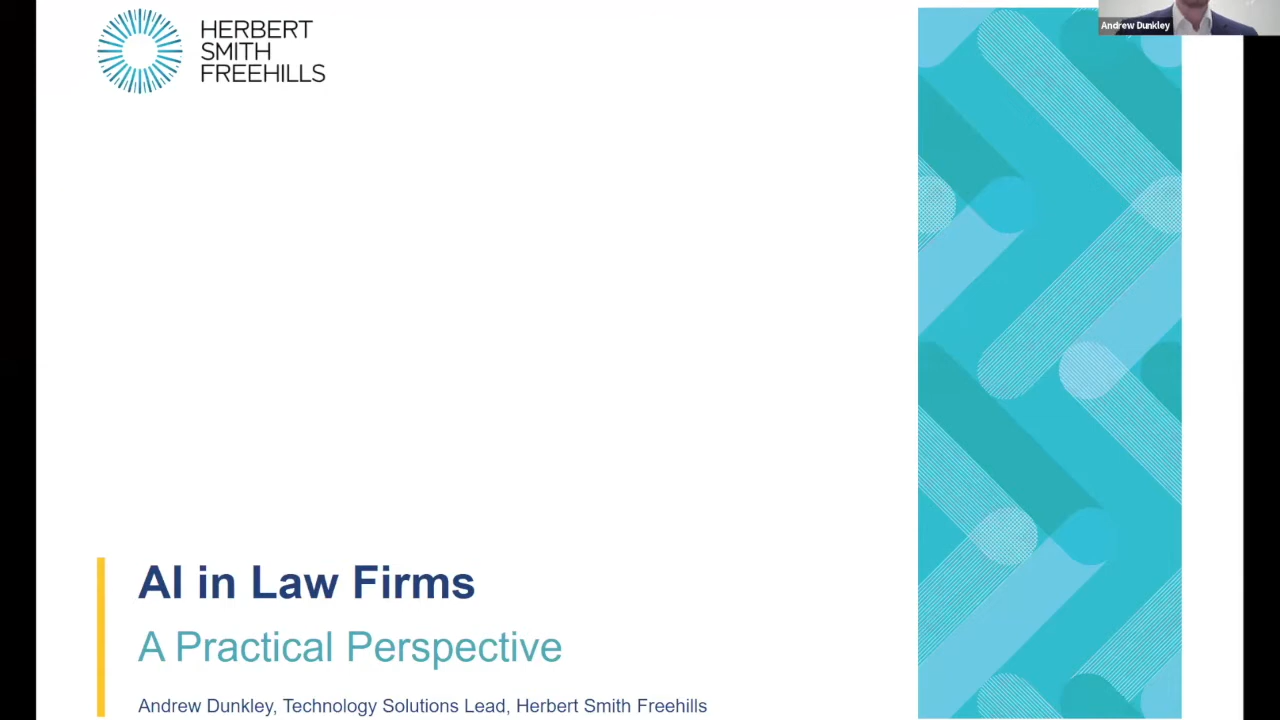 HERBERT
SMITH
FREEHILLS
Andrew Dunkley
AI in Law Firms
A Practical Perspective
Andrew Dunkley, Technology Solutions Lead, Herbert Smith Freehills